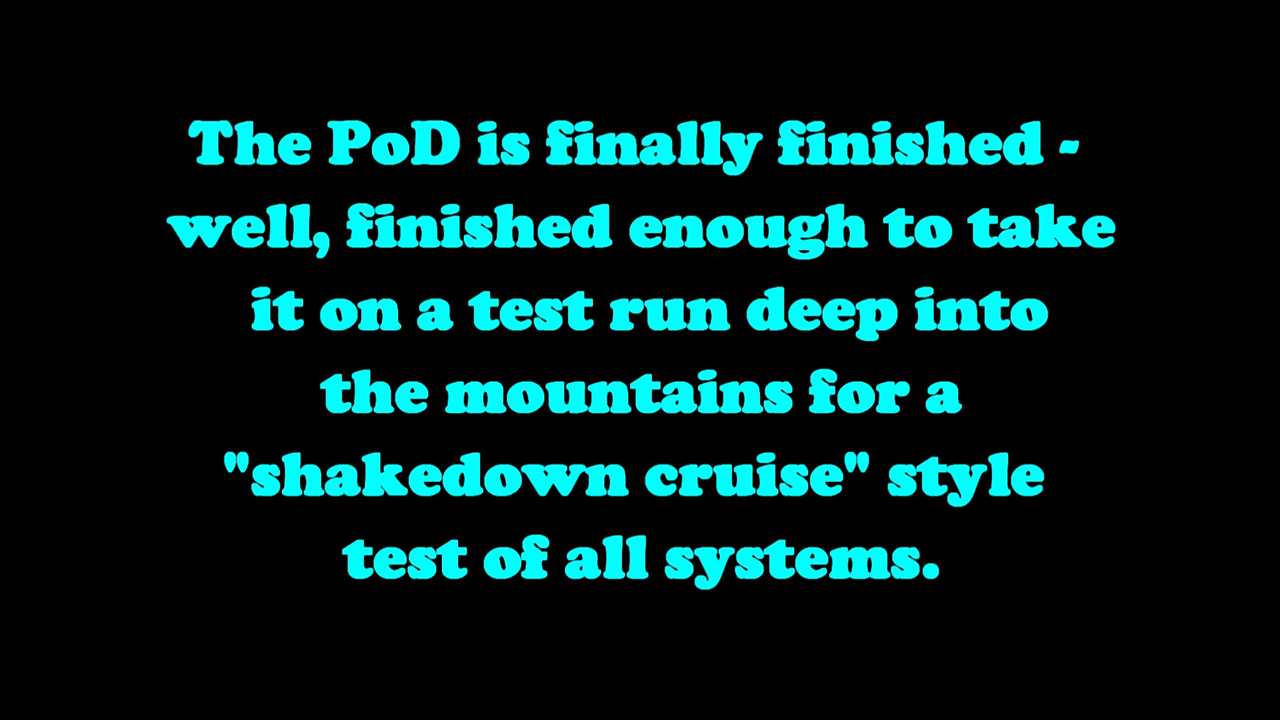 The PoD is finally finished -
well, finished enough to take
it on a test run deep into
the mountains for a
"shakedown cruise" style
test of all systems.